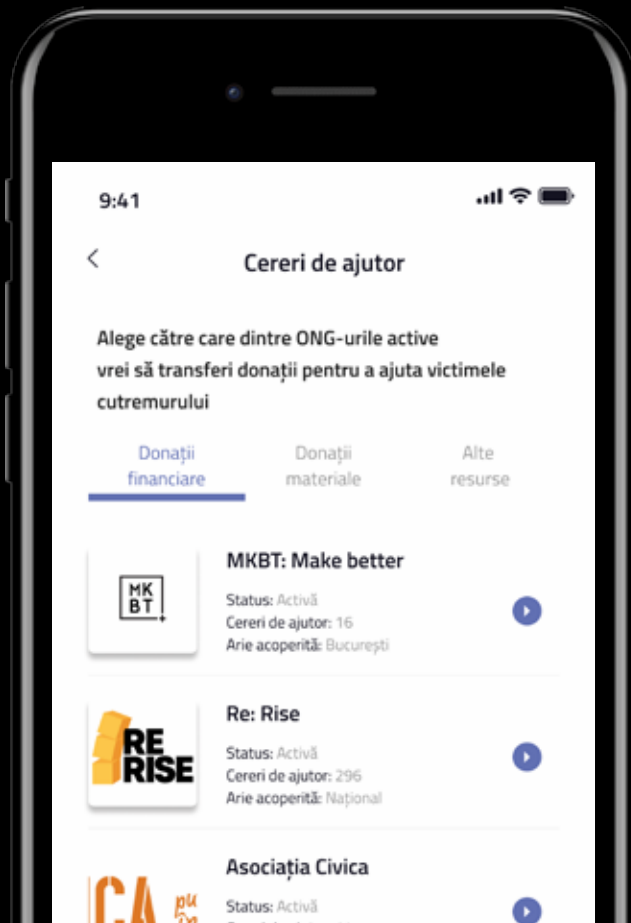 9:41
Cereri de ajutor
Alege către care dintre ONG-urile active
vrei să transferi donații pentru a ajuta victimele
cutremurului
Donații
financiare
Donații
materiale
Alte
resurse
MK
BT
MKBT: Make better
Status: Activă
Cereri de ajutor: 16
Arie acoperită: București
RE
RISE
Re: Rise
Status: Activă
Cereri de ajutor: 296
Arie acoperită: Național
CA
pu
Asociația Civica
Status: Activă